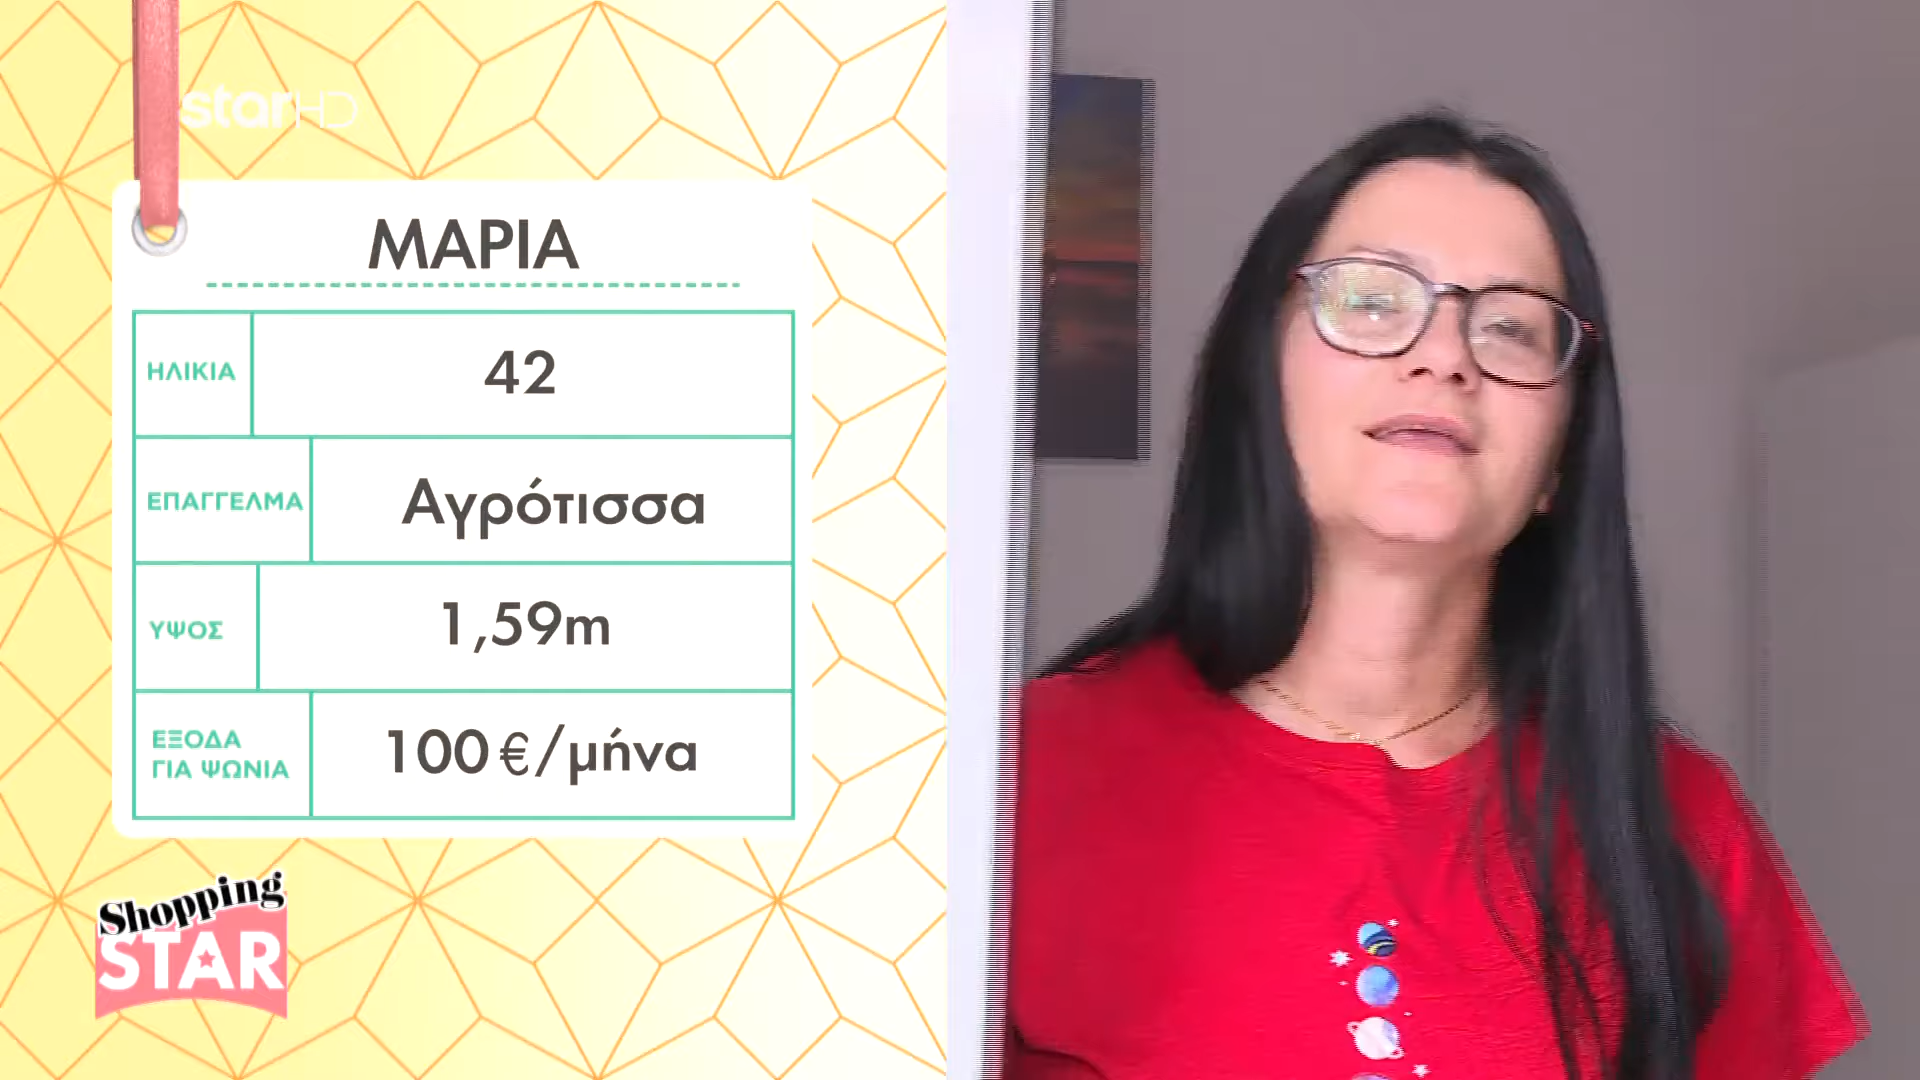 starHD
ΜΑΡΙΑ
ΗΛΙΚΙΑ
42
ΕΠΑΓΓΕΛΜΑ
Αγρότισσα
ΥΨΟΣ
1,59m
ΕΞΟΔΑ
ΓΙΑ ΨΩΝΙΑ
100 €/μήνα
Shopping
STAR